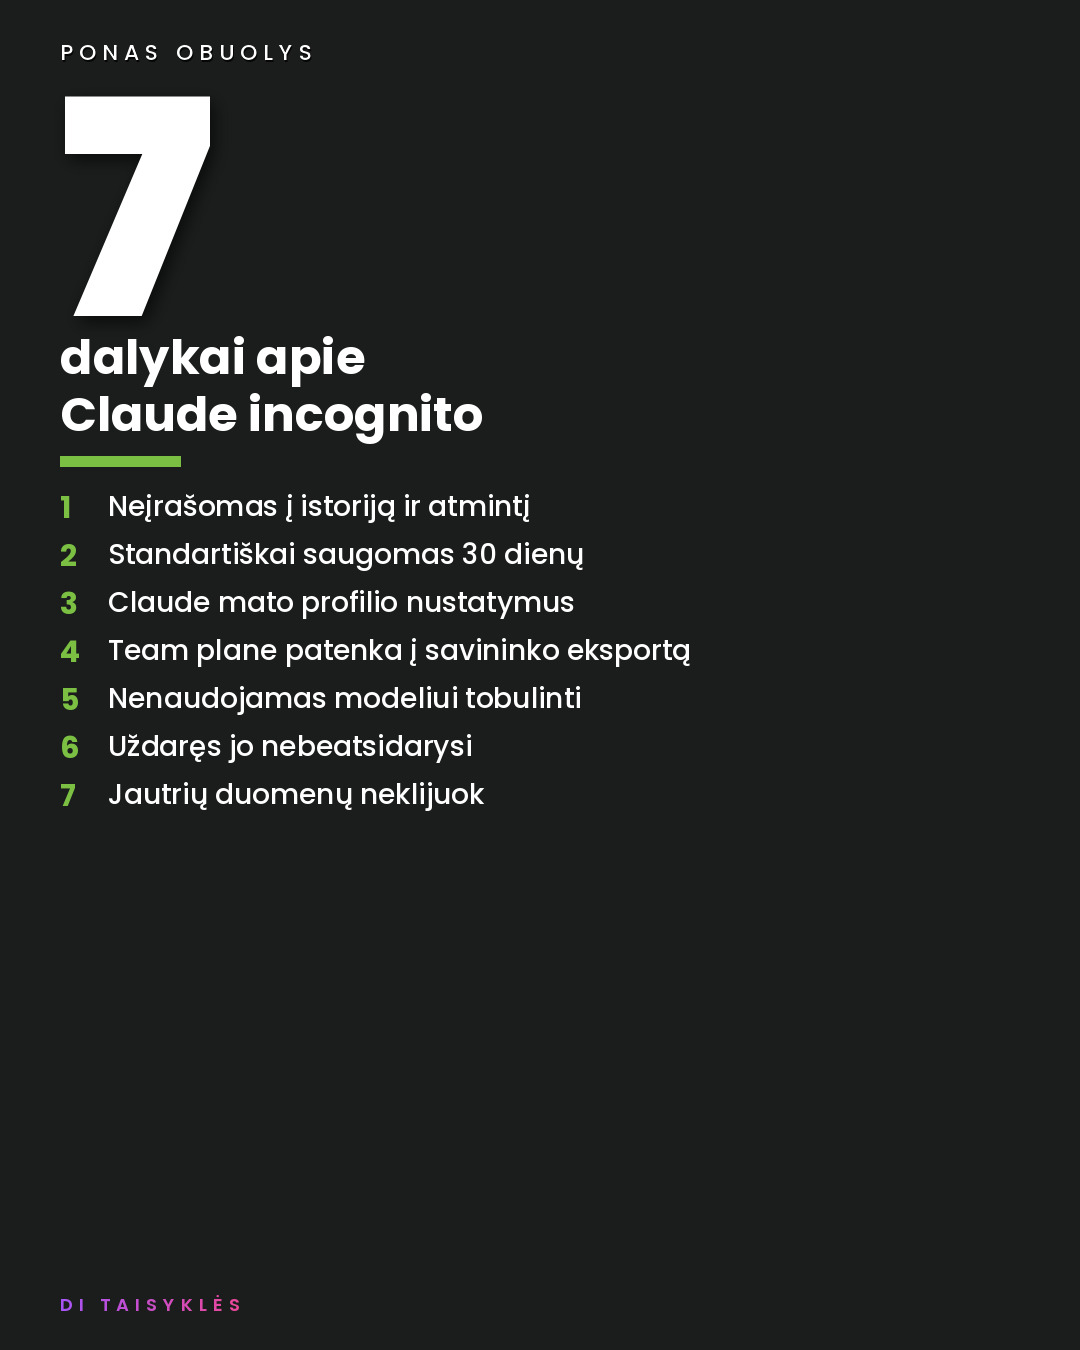 PONAS OBUOLYS
7
dalykai apie
Claude incognito
1 Neįrašomas į istoriją ir atmintį
2 Standartiškai saugomas 30 dienų
3 Claude mato profilio nustatymus
4 Team plane patenka į savininko eksportą
5 Nenaudojamas modeliui tobulinti
6 Uždaręs jo nebeatsidarysi
7 Jautrių duomenų neklijuok
DI TAISYKLĖS